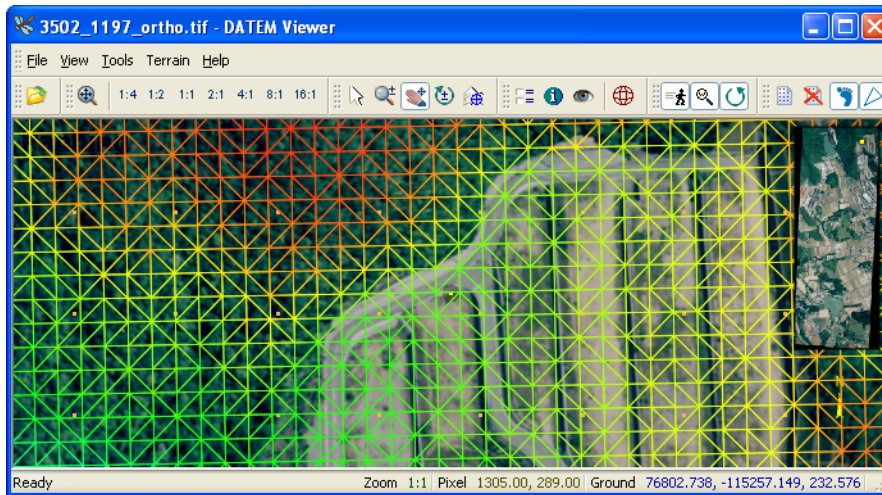 3502_1197_ortho.tif - DATEM Viewer
File View Tools Terrain Help
1:4 1:2 1:1 2:1 4:1 8:1 16:1
Ready Zoom 1:1 Pixel 1305.00, 289.00 Ground 76802.738, -115257.149, 232.576